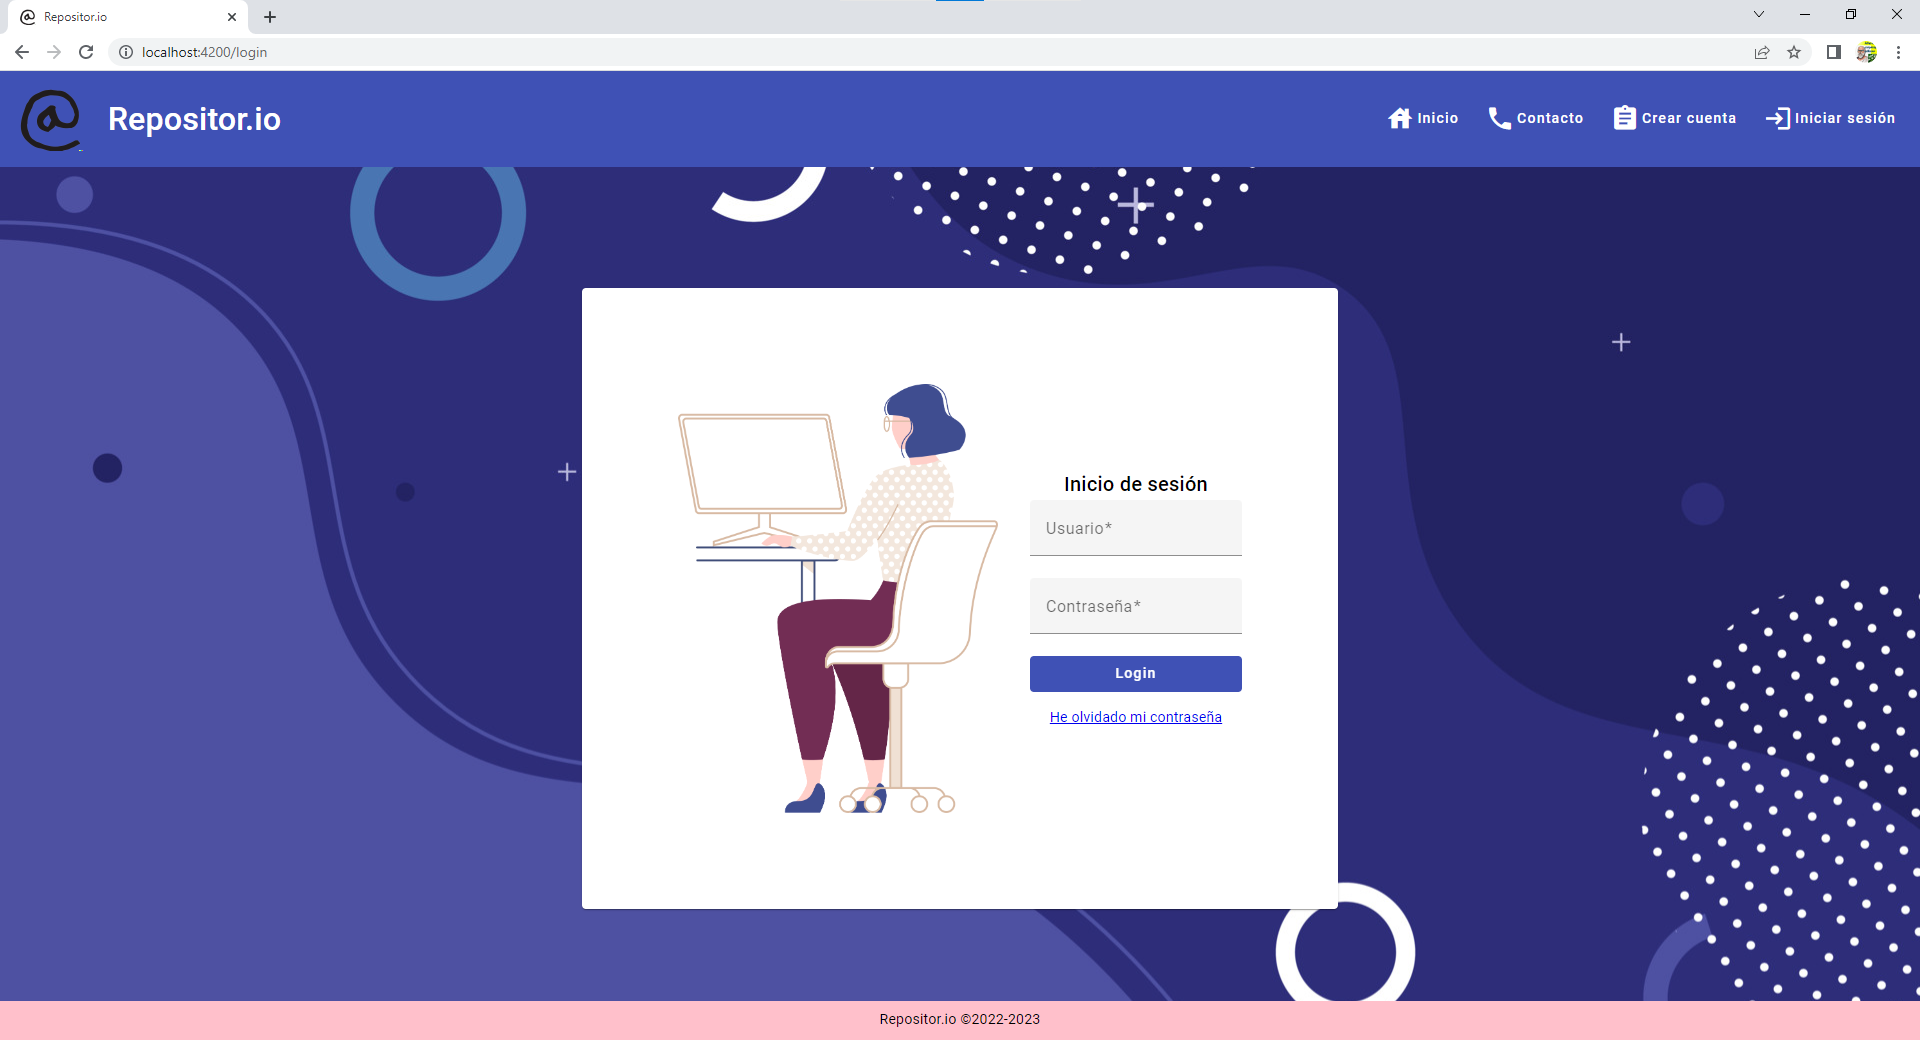 Repositor.io
localhost:4200/login
Repositor.io
Inicio
Contacto
Crear cuenta
Iniciar sesión
Inicio de sesión
Usuario*
Contraseña*
Login
He olvidado mi contraseña
Repositor.io ©2022-2023